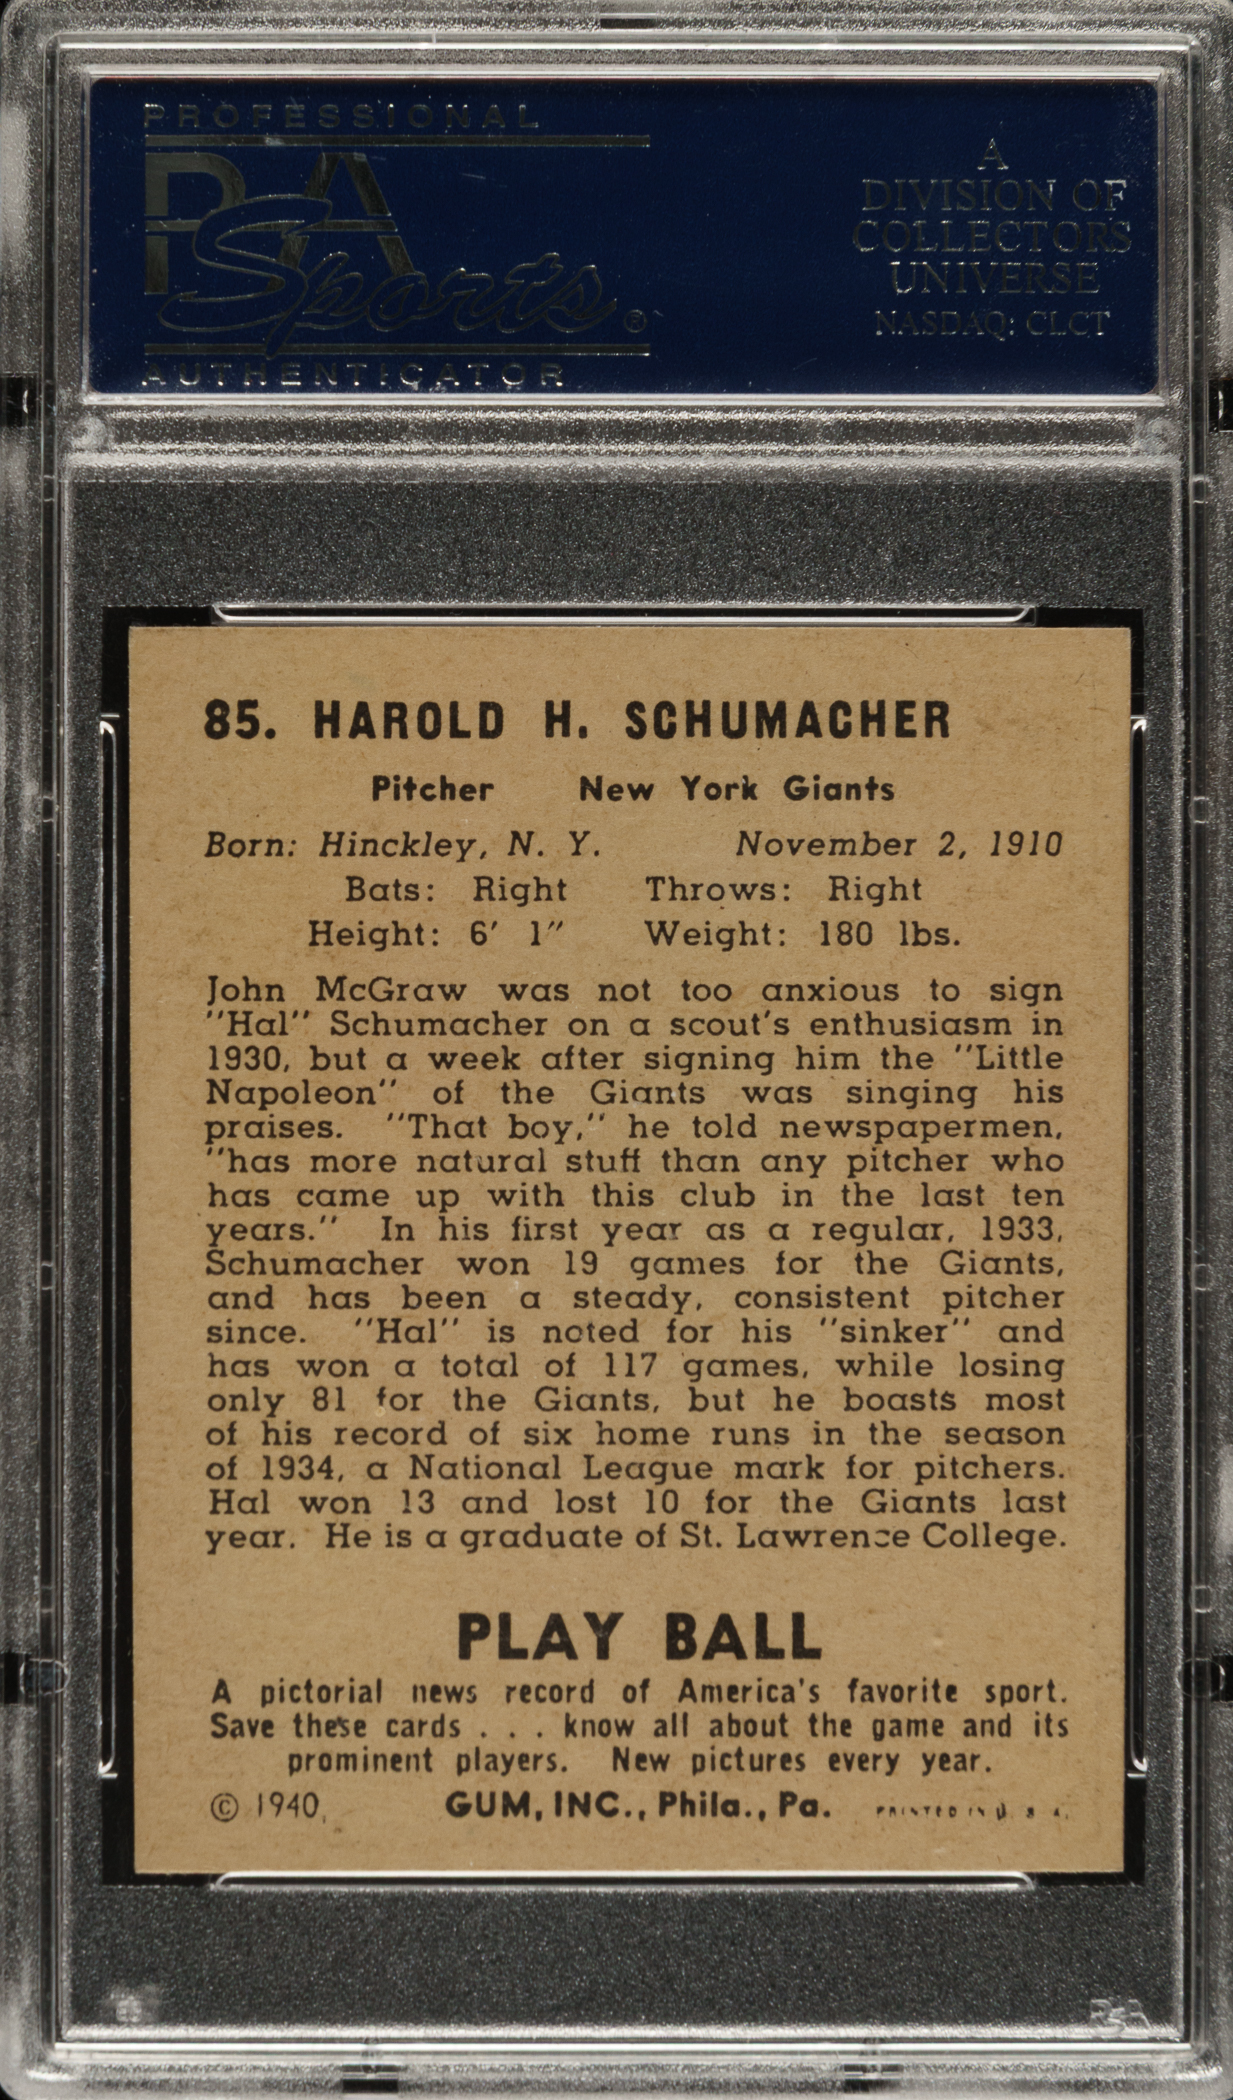 PROFESSIONAL
PSA
Sports®
AUTHENTICATOR
A
DIVISION OF
COLLECTORS
UNIVERSE
NASDAQ: CLCT
85. HAROLD H. SCHUMACHER
Pitcher New York Giants
Born: Hinckley, N. Y. November 2, 1910
Bats: Right Throws: Right
Height: 6' 1" Weight: 180 lbs.
John McGraw was not too anxious to sign
"Hal" Schumacher on a scout's enthusiasm in
1930, but a week after signing him the "Little
Napoleon" of the Giants was singing his
praises. "That boy," he told newspapermen,
"has more natural stuff than any pitcher who
has came up with this club in the last ten
years." In his first year as a regular, 1933,
Schumacher won 19 games for the Giants,
and has been a steady, consistent pitcher
since. "Hal" is noted for his "sinker" and
has won a total of 117 games, while losing
only 81 for the Giants, but he boasts most
of his record of six home runs in the season
of 1934, a National League mark for pitchers.
Hal won 13 and lost 10 for the Giants last
year. He is a graduate of St. Lawrence College.
PLAY BALL
A pictorial news record of America's favorite sport.
Save these cards . . . know all about the game and its
prominent players. New pictures every year.
© 1940, GUM, INC., Phila., Pa. PRINTED IN U. S. A.
PSA